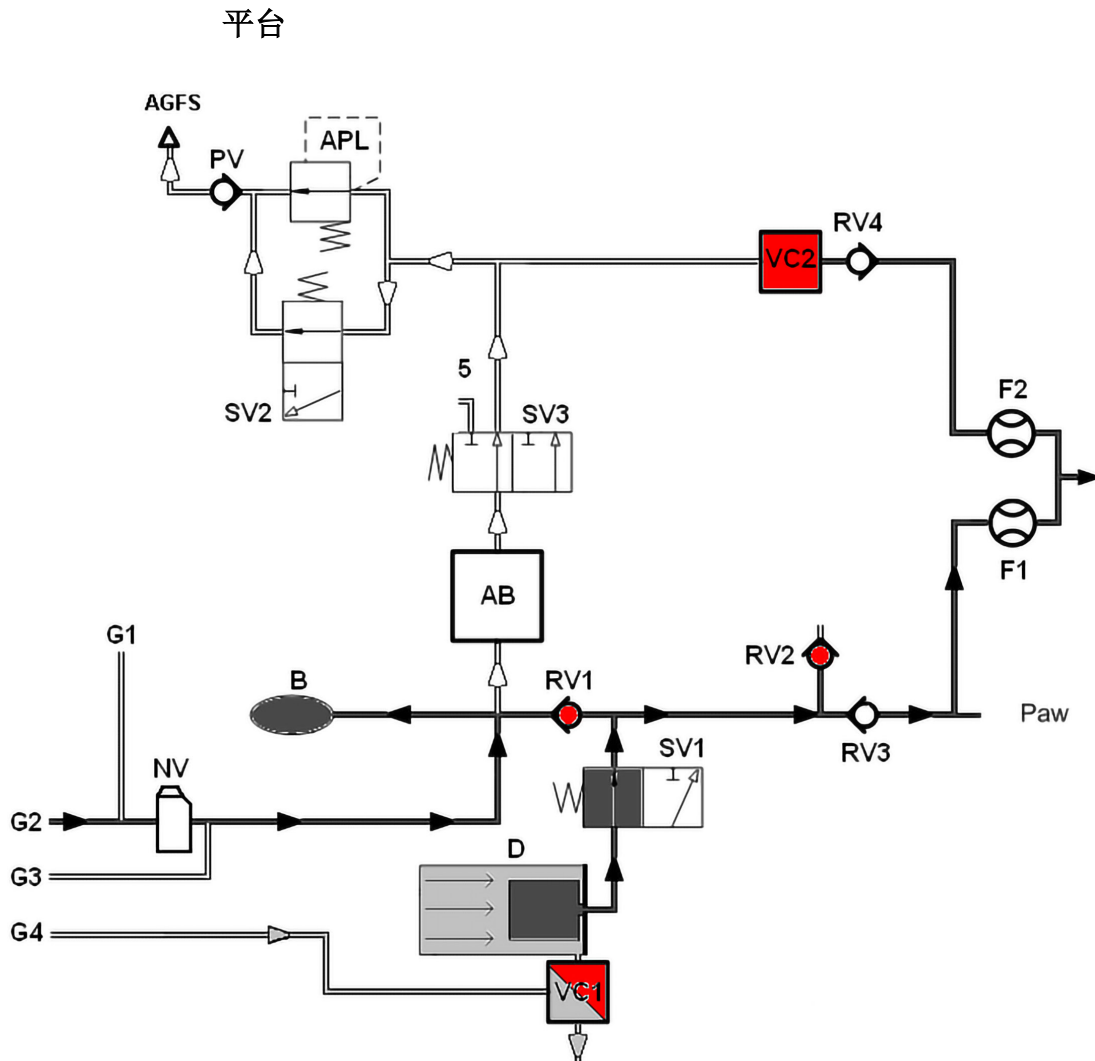 平台
AGFS
PV
APL
RV4
VC2
5
SV2
SV3
F2
F1
AB
G1
B
RV1
RV2
Paw
NV
SV1
RV3
G2
D
G3
G4
VC1